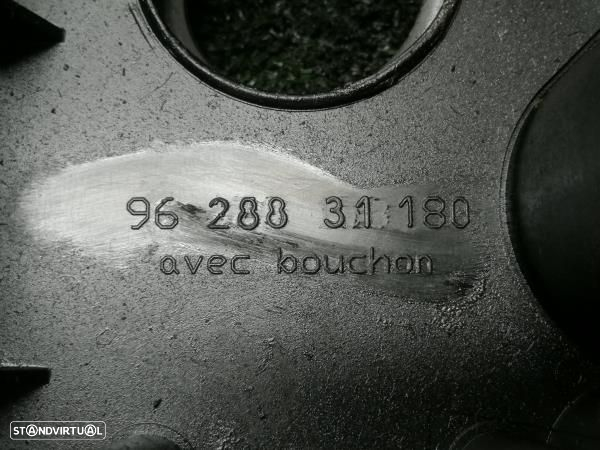 96 288 31 180
avec bouchon
STANDVIRTUAL